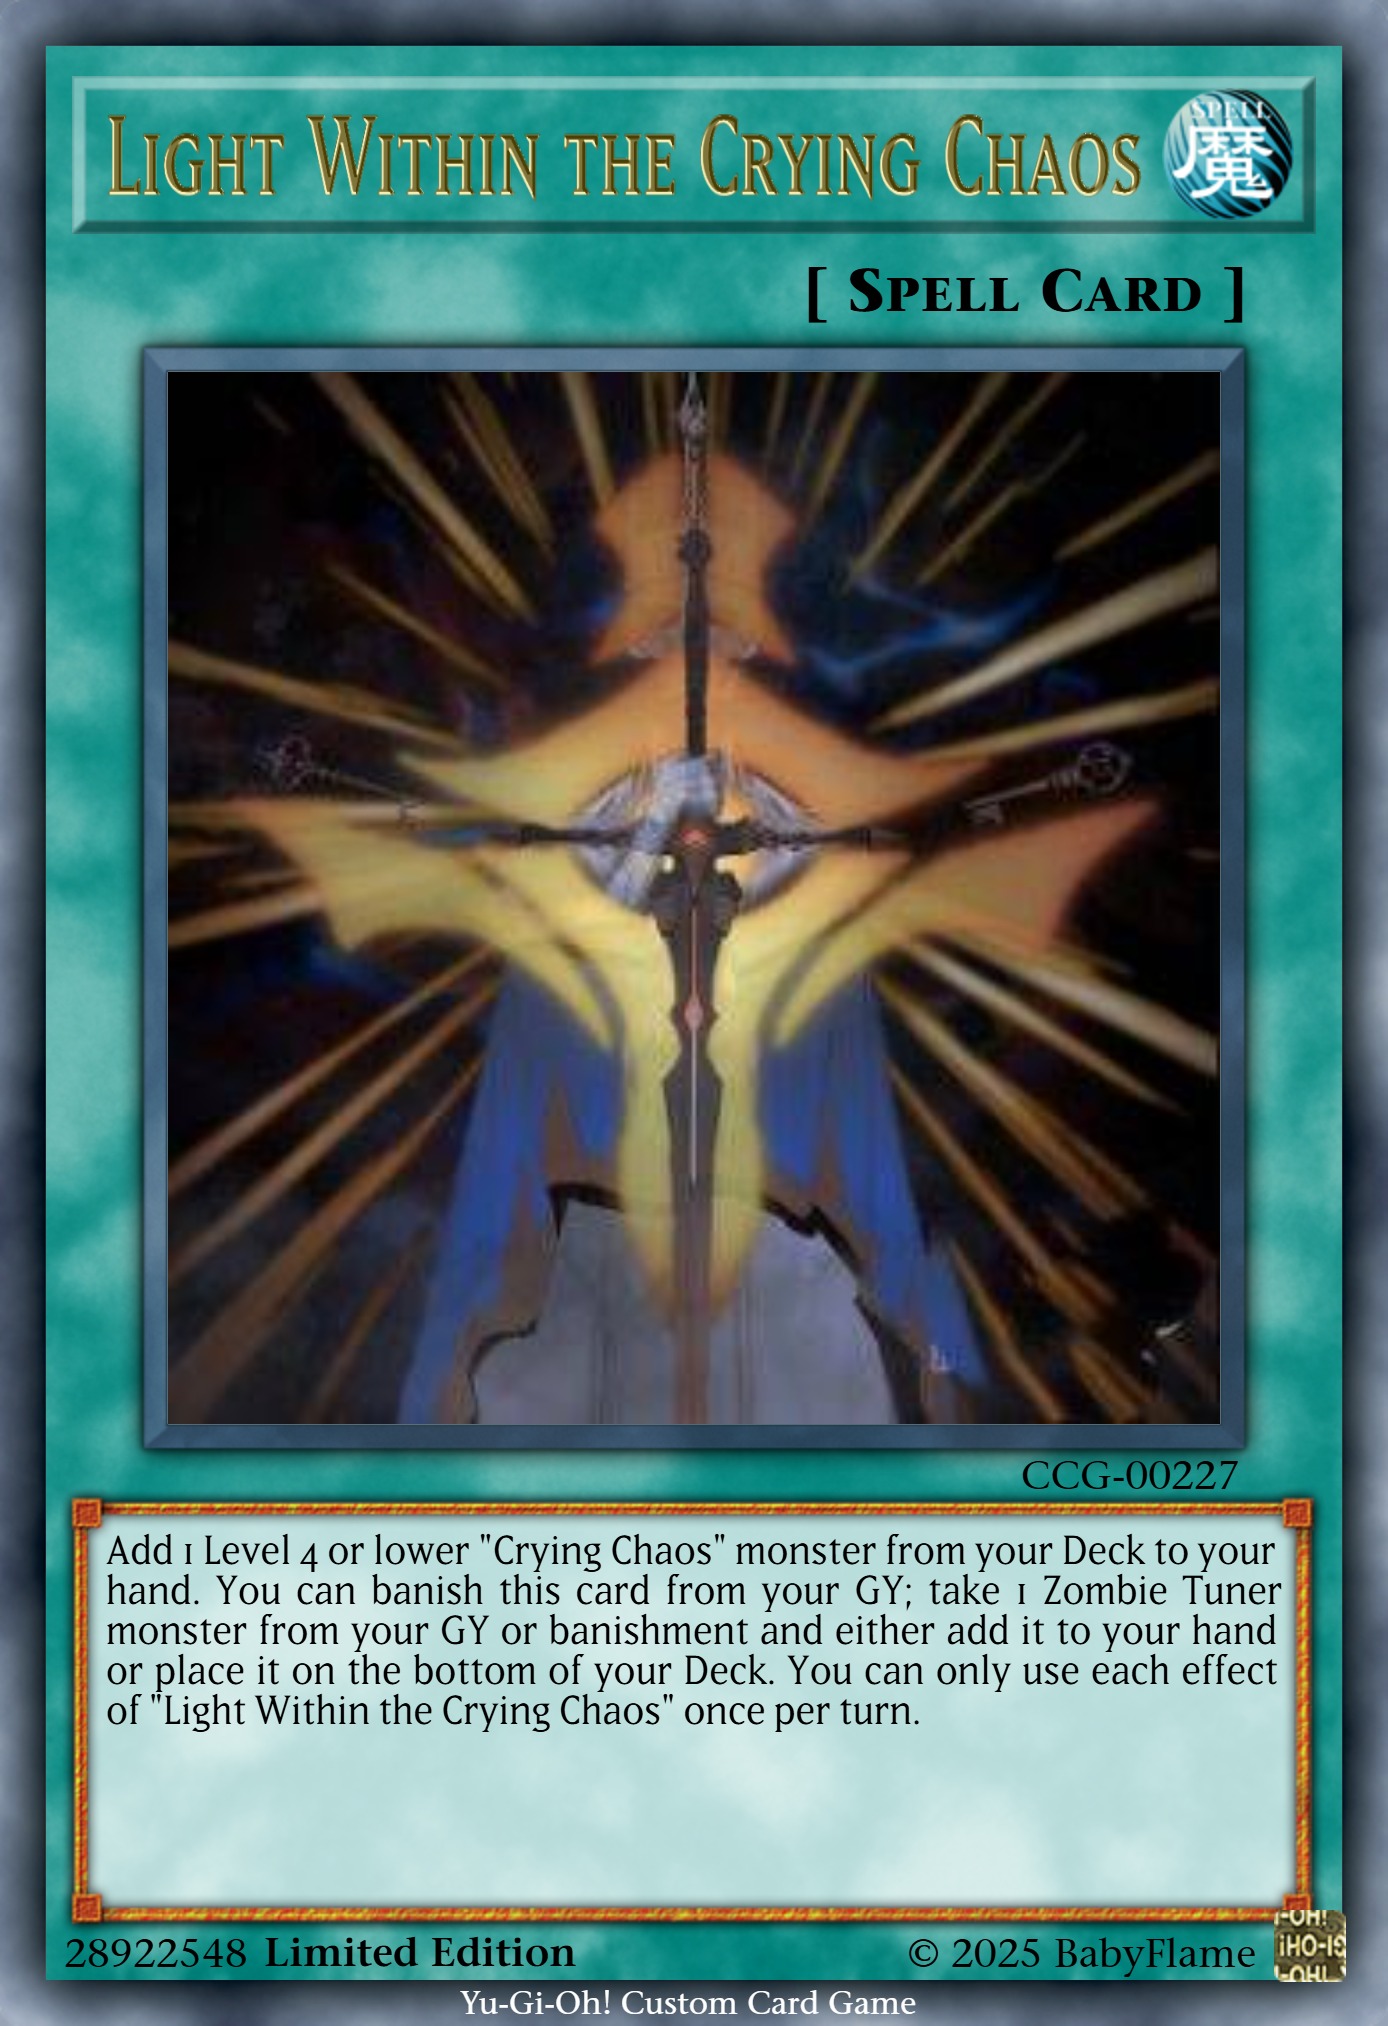 Light Within the Crying Chaos
SPELL
魔
[ Spell Card ]
CCG-00227
Add 1 Level 4 or lower "Crying Chaos" monster from your Deck to your
hand. You can banish this card from your GY; take 1 Zombie Tuner
monster from your GY or banishment and either add it to your hand
or place it on the bottom of your Deck. You can only use each effect
of "Light Within the Crying Chaos" once per turn.
28922548 Limited Edition
© 2025 BabyFlame
Yu-Gi-Oh! Custom Card Game